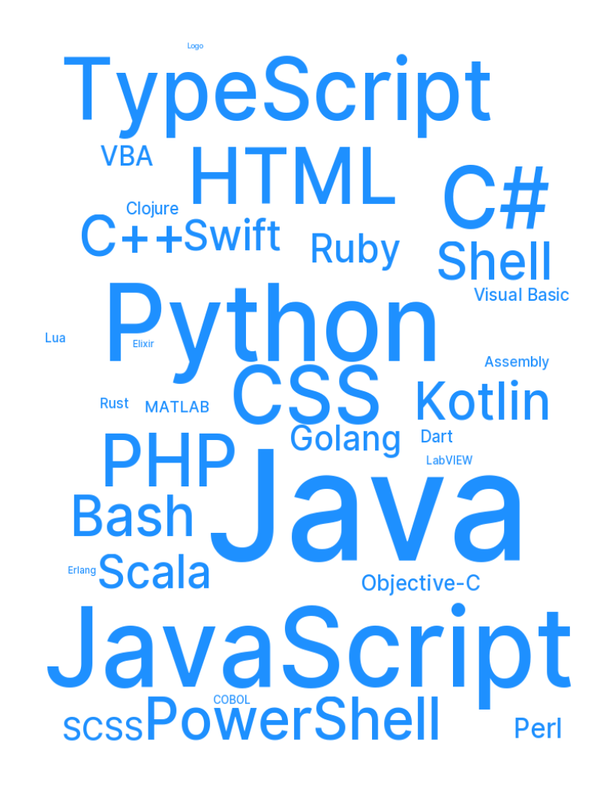 Logo
TypeScript
VBA
HTML
C#
Clojure
C++
Swift
Ruby
Shell
Visual Basic
Python
Lua
Elixir
Assembly
CSS
Kotlin
Rust
MATLAB
Golang
Dart
PHP
LabVIEW
Java
Bash
Erlang
Scala
Objective-C
JavaScript
COBOL
SCSS
PowerShell
Perl